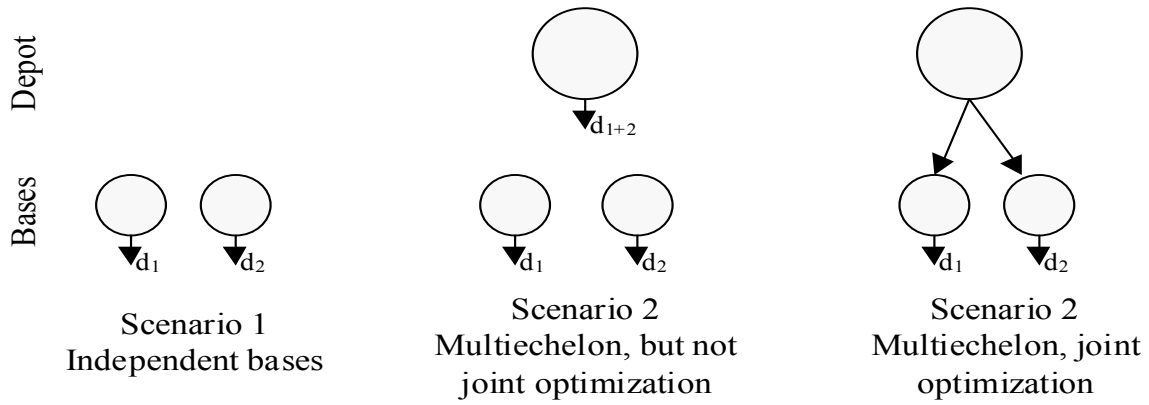 Depot
d1+2
Bases
d1
d2
d1
d2
d1
d2
Scenario 1
Independent bases
Scenario 2
Multiechelon, but not
joint optimization
Scenario 2
Multiechelon, joint
optimization